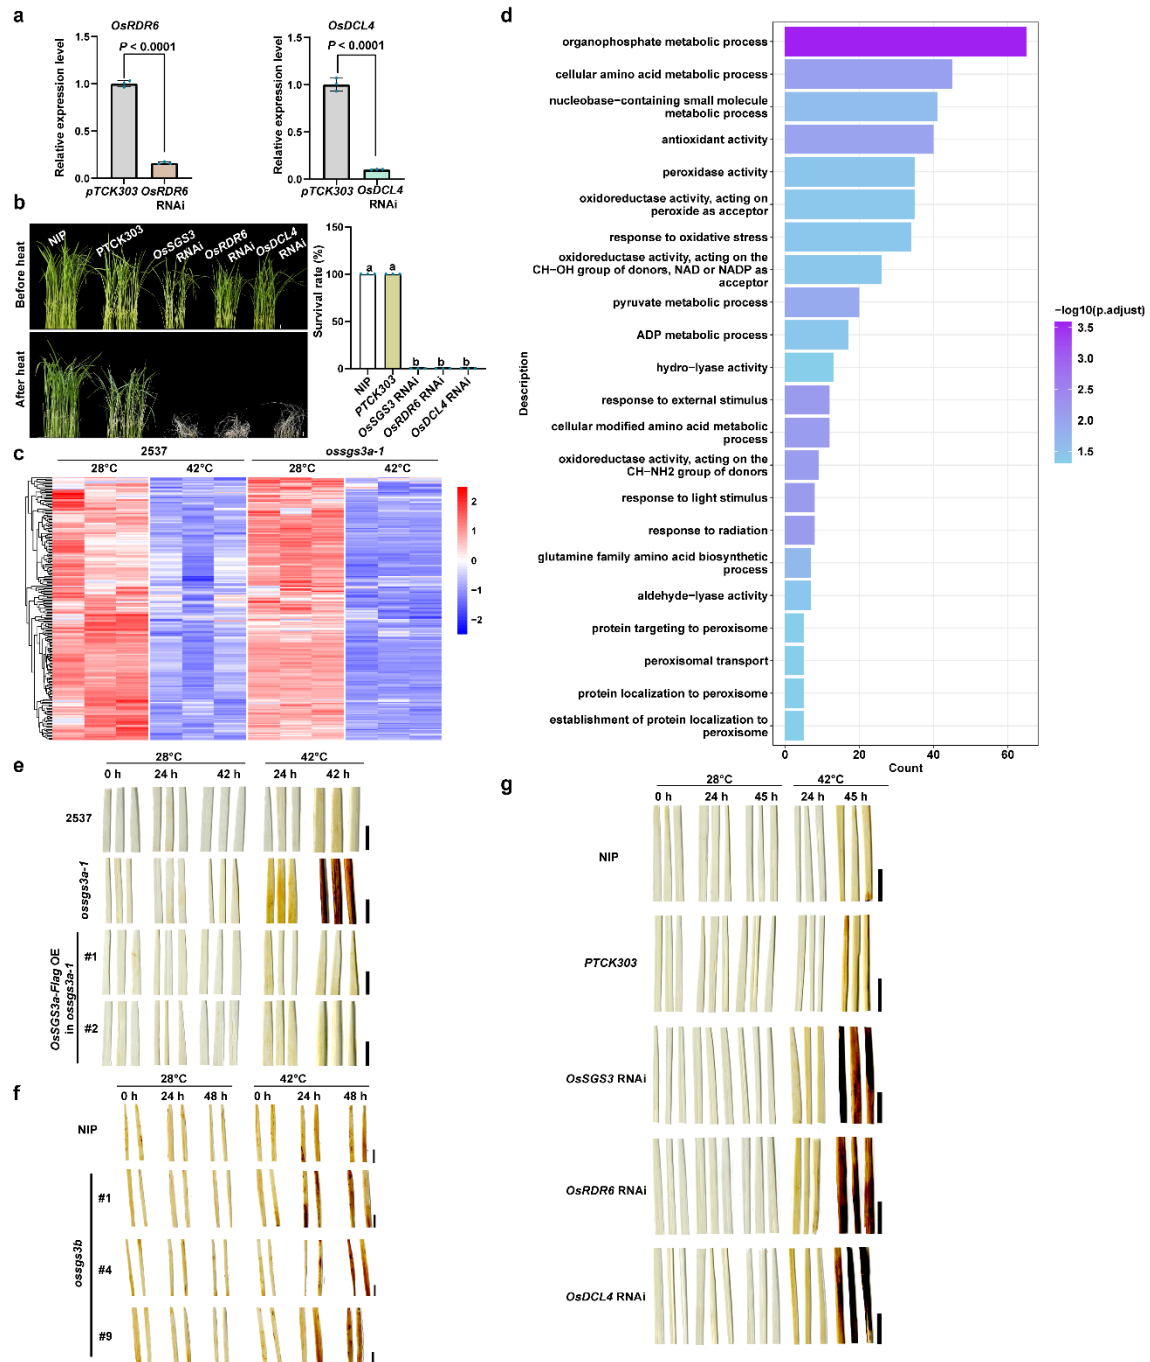 a
OsRDR6
P < 0.0001
Relative expression level
1.5
1.0
0.5
0.0
pTCK303
OsRDR6
RNAi
OsDCL4
P < 0.0001
Relative expression level
1.5
1.0
0.5
0.0
pTCK303
OsDCL4
RNAi
b
Before heat
NIP
PTCK303
OsSGS3
RNAi
OsRDR6
RNAi
OsDCL4
RNAi
After heat
Survival rate (%)
150
100
50
0
a
a
b
b
b
NIP
PTCK303
OsSGS3 RNAi
OsRDR6 RNAi
OsDCL4 RNAi
c
2537
ossgs3a-1
28°C
42°C
28°C
42°C
2
1
0
−1
−2
d
Description
organophosphate metabolic process
cellular amino acid metabolic process
nucleobase−containing small molecule
metabolic process
antioxidant activity
peroxidase activity
oxidoreductase activity, acting on
peroxide as acceptor
response to oxidative stress
oxidoreductase activity, acting on the
CH−OH group of donors, NAD or NADP as
acceptor
pyruvate metabolic process
ADP metabolic process
hydro−lyase activity
response to external stimulus
cellular modified amino acid metabolic
process
oxidoreductase activity, acting on the
CH−NH2 group of donors
response to light stimulus
response to radiation
glutamine family amino acid biosynthetic
process
aldehyde−lyase activity
protein targeting to peroxisome
peroxisomal transport
protein localization to peroxisome
establishment of protein localization to
peroxisome
0
20
40
60
Count
−log10(p.adjust)
3.5
3.0
2.5
2.0
1.5
e
28°C
42°C
0 h
24 h
42 h
24 h
42 h
2537
ossgs3a-1
OsSGS3a-Flag OE
in ossgs3a-1
#1
#2
f
28°C
42°C
0 h
24 h
48 h
0 h
24 h
48 h
NIP
ossgs3b
#1
#4
#9
g
28°C
42°C
0 h
24 h
45 h
24 h
45 h
NIP
PTCK303
OsSGS3 RNAi
OsRDR6 RNAi
OsDCL4 RNAi